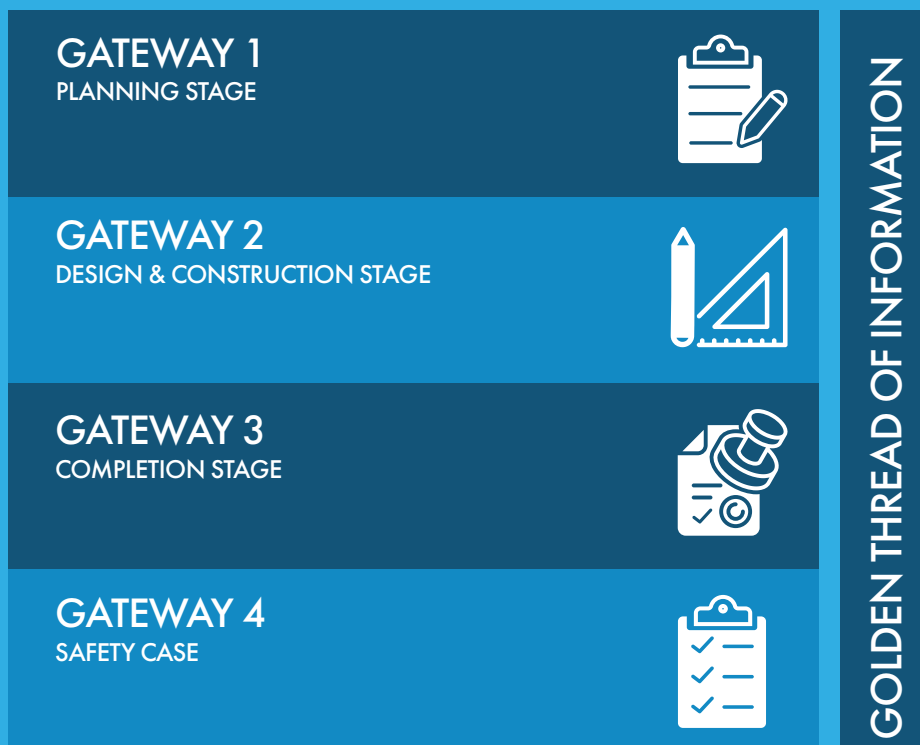 GATEWAY 1
PLANNING STAGE
GATEWAY 2
DESIGN & CONSTRUCTION STAGE
GATEWAY 3
COMPLETION STAGE
GATEWAY 4
SAFETY CASE
GOLDEN THREAD OF INFORMATION